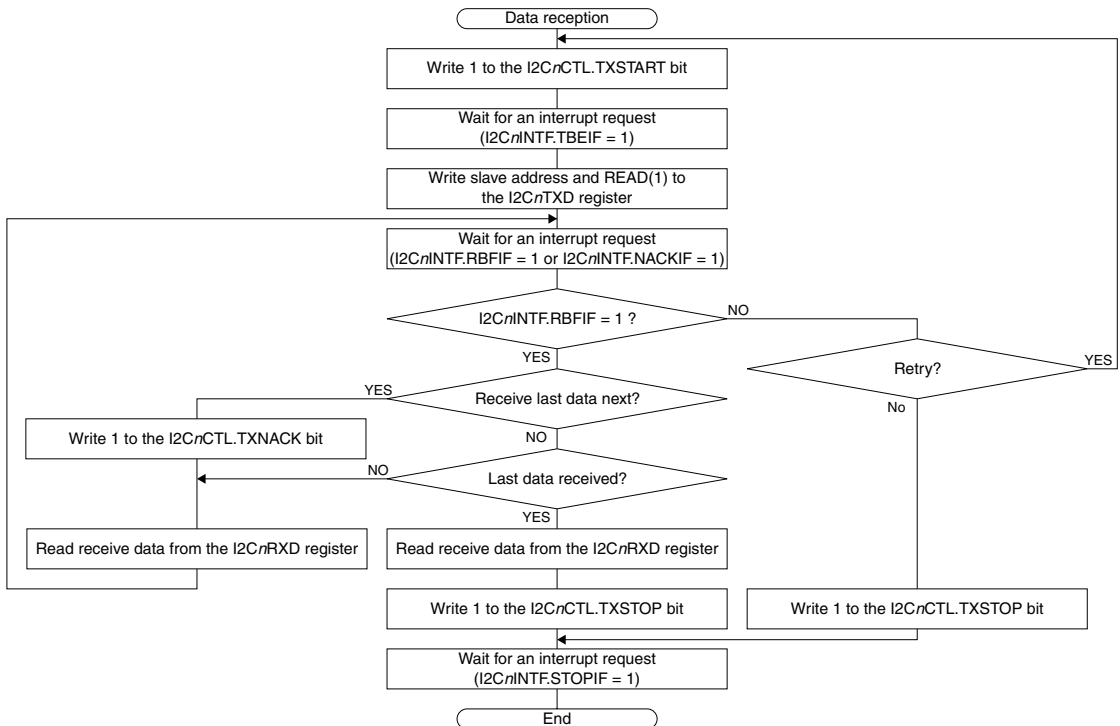 Data reception
Write 1 to the I2CnCTL.TXSTART bit
Wait for an interrupt request
(I2CnINTF.TBEIF = 1)
Write slave address and READ(1) to
the I2CnTXD register
Wait for an interrupt request
(I2CnINTF.RBFIF = 1 or I2CnINTF.NACKIF = 1)
I2CnINTF.RBFIF = 1 ?
NO
YES
Retry?
YES
No
YES
Receive last data next?
NO
Write 1 to the I2CnCTL.TXNACK bit
NO
Last data received?
YES
Read receive data from the I2CnRXD register
Read receive data from the I2CnRXD register
Write 1 to the I2CnCTL.TXSTOP bit
Write 1 to the I2CnCTL.TXSTOP bit
Wait for an interrupt request
(I2CnINTF.STOPIF = 1)
End